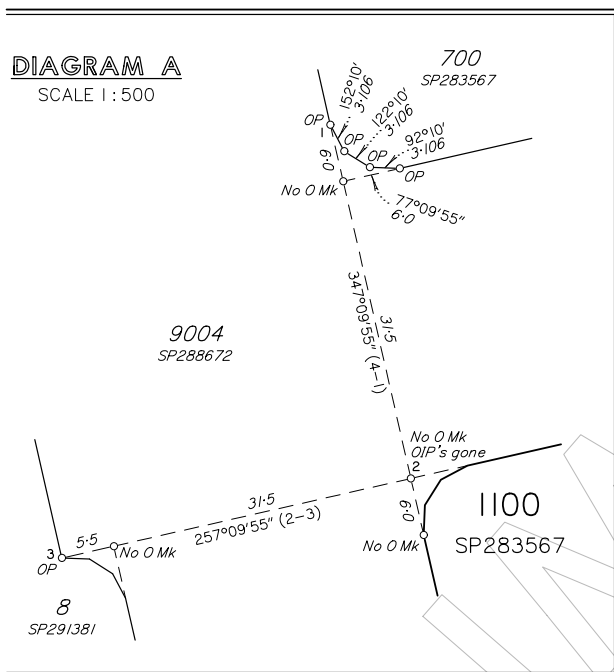 DIAGRAM A
SCALE 1:500
700
SP283567
152°10'
3·106
122°10'
3·106
92°10'
3·106
OP
1
OP
OP
OP
6·0
No O Mk
77°09'55"
6·0
31·5
347°09'55" (4-1)
9004
SP288672
No O Mk
OIP's gone
2
31·5
257°09'55" (2-3)
6·0
1100
SP283567
No O Mk
5·5
No O Mk
3
OP
8
SP291381